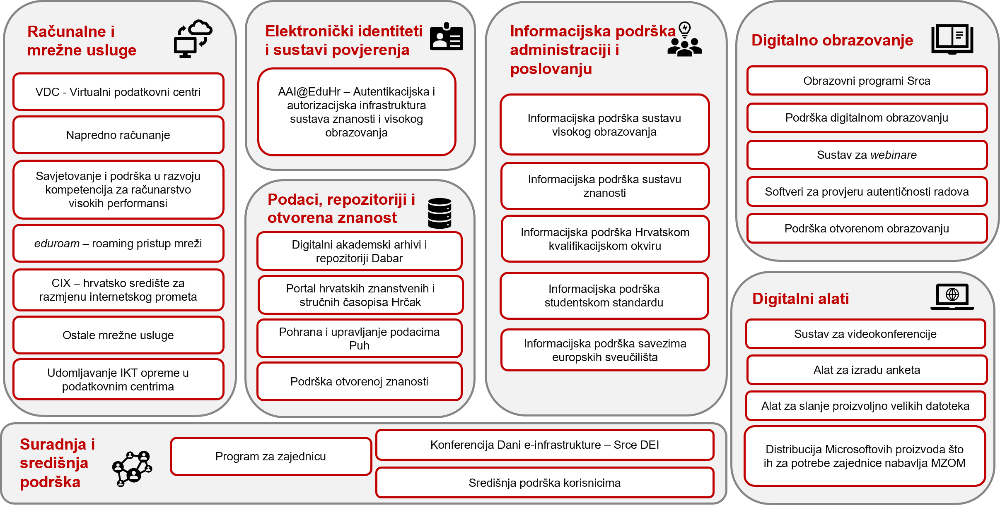 Računalne i
mrežne usluge
VDC - Virtualni podatkovni centri
Napredno računanje
Savjetovanje i podrška u razvoju
kompetencija za računarstvo
visokih performansi
eduroam – roaming pristup mreži
CIX – hrvatsko središte za
razmjenu internetskog prometa
Ostale mrežne usluge
Udomljavanje IKT opreme u
podatkovnim centrima
Elektronički identiteti
i sustavi povjerenja
AAI@EduHr – Autentikacijska i
autorizacijska infrastruktura
sustava znanosti i visokog
obrazovanja
Podaci, repozitoriji i
otvorena znanost
Digitalni akademski arhivi i
repozitoriji Dabar
Portal hrvatskih znanstvenih i
stručnih časopisa Hrčak
Pohrana i upravljanje podacima
Puh
Podrška otvorenoj znanosti
Informacijska podrška
administraciji i
poslovanju
Informacijska podrška sustavu
visokog obrazovanja
Informacijska podrška sustavu
znanosti
Informacijska podrška Hrvatskom
kvalifikacijskom okviru
Informacijska podrška
studentskom standardu
Informacijska podrška savezima
europskih sveučilišta
Digitalno obrazovanje
Obrazovni programi Srca
Podrška digitalnom obrazovanju
Sustav za webinare
Softveri za provjeru autentičnosti radova
Podrška otvorenom obrazovanju
Digitalni alati
Sustav za videokonferencije
Alat za izradu anketa
Alat za slanje proizvoljno velikih datoteka
Distribucija Microsoftovih proizvoda što
ih za potrebe zajednice nabavlja MZOM
Suradnja i
središnja
podrška
Program za zajednicu
Konferencija Dani e-infrastrukture – Srce DEI
Središnja podrška korisnicima